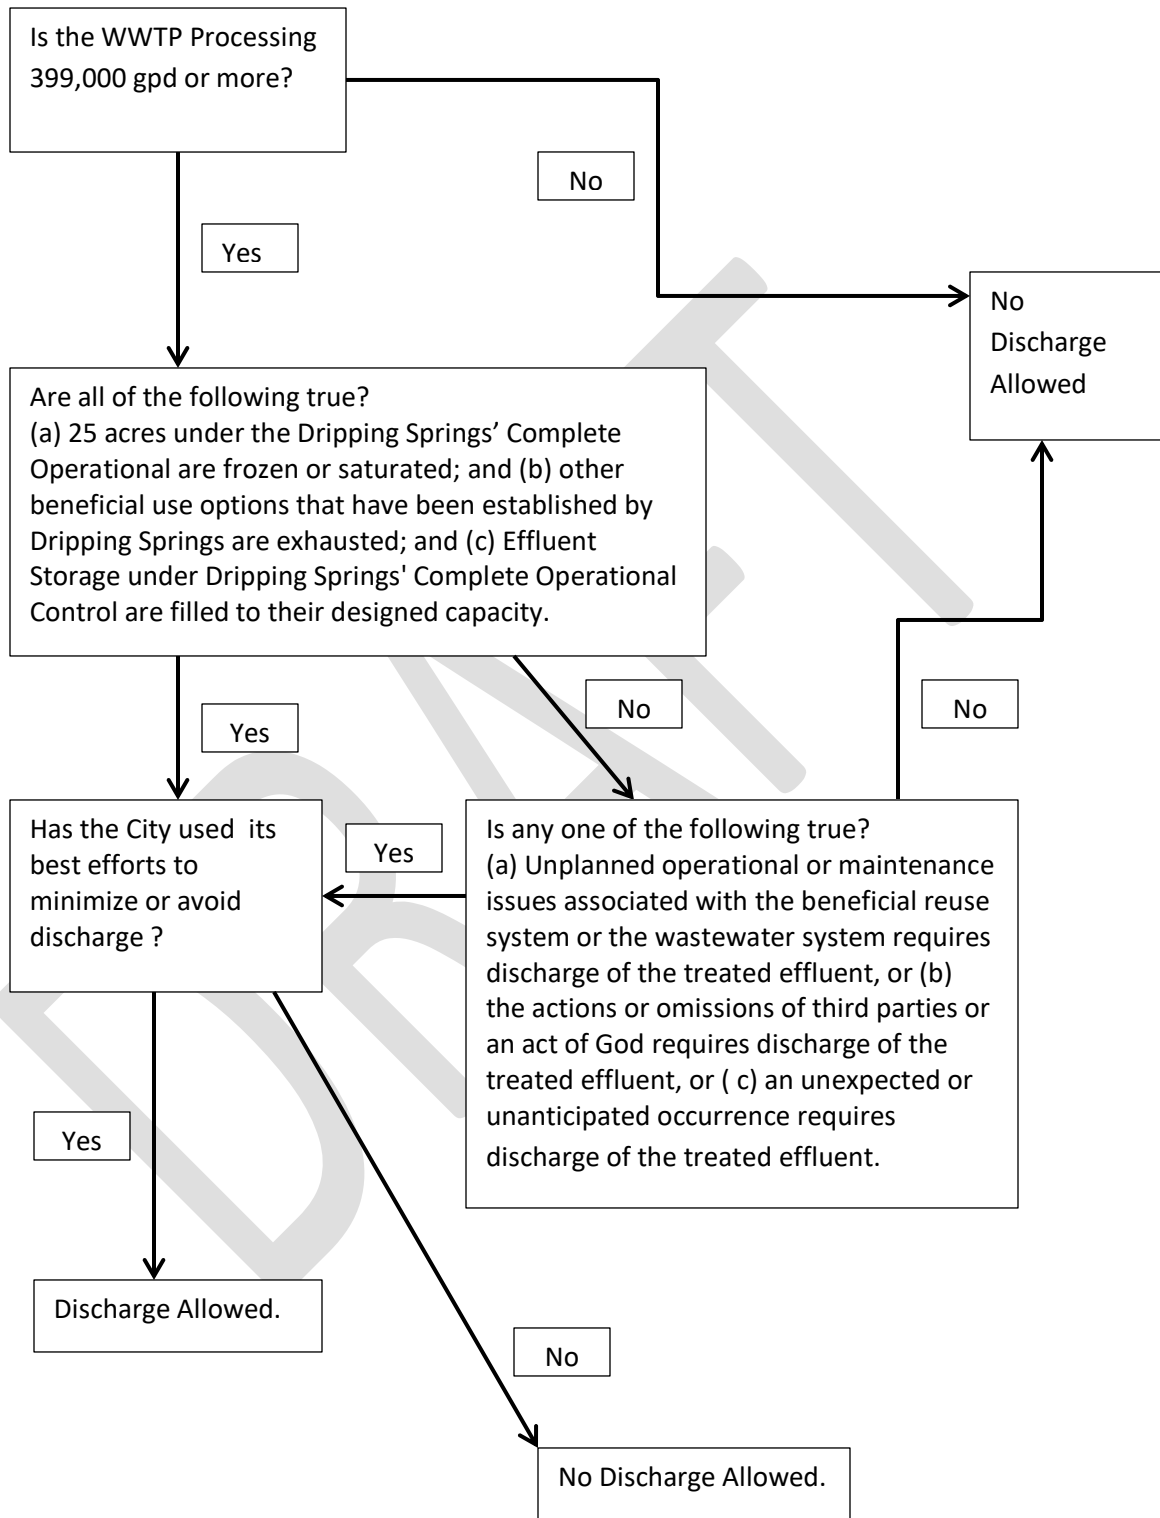 Is the WWTP Processing
399,000 gpd or more?
No
Yes
No
Discharge
Allowed
Are all of the following true?
(a) 25 acres under the Dripping Springs’ Complete
Operational are frozen or saturated; and (b) other
beneficial use options that have been established by
Dripping Springs are exhausted; and (c) Effluent
Storage under Dripping Springs' Complete Operational
Control are filled to their designed capacity.
No
No
Yes
Has the City used its
best efforts to
minimize or avoid
discharge ?
Yes
Is any one of the following true?
(a) Unplanned operational or maintenance
issues associated with the beneficial reuse
system or the wastewater system requires
discharge of the treated effluent, or (b)
the actions or omissions of third parties or
an act of God requires discharge of the
treated effluent, or ( c) an unexpected or
unanticipated occurrence requires
discharge of the treated effluent.
Yes
Discharge Allowed.
No
No Discharge Allowed.
DRAFT